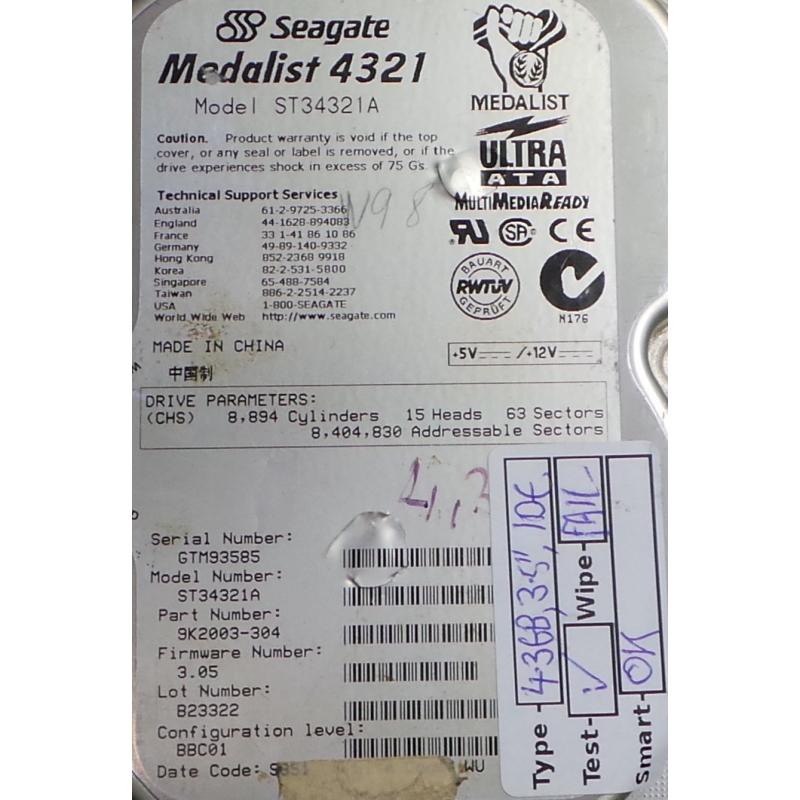 Seagate
Medalist 4321
Model ST34321A
Caution. Product warranty is void if the top
cover, or any seal or label is removed, or if the
drive experiences shock in excess of 75 G's.
MEDALIST
ULTRA
ATA
MULTIMEDIAREADY
Technical Support Services
Australia 61-2-9725-3366
England 44-1628-894083
France 33 1-41 86 10 86
Germany 49-89-140-9332
Hong Kong 852-2368 9918
Korea 82-2-531-5800
Singapore 65-488-7584
Taiwan 886-2-2514-2237
USA 1-800-SEAGATE
World Wide Web http://www.seagate.com
W98
CE
BAUART
RWTÜV
GEPRÜFT
N176
MADE IN CHINA
中国制
+5V /+12V
DRIVE PARAMETERS:
(CHS) 8,894 Cylinders 15 Heads 63 Sectors
8,404,830 Addressable Sectors
4,3
Serial Number:
GTM93585
Model Number:
ST34321A
Part Number:
9K2003-304
Firmware Number:
3.05
Lot Number:
B23322
Configuration level:
BBC01
Date Code: WU
Type - 4.3GB, 3.5", IDE
Test- ✓ Wipe- FAIL
Smart- OK